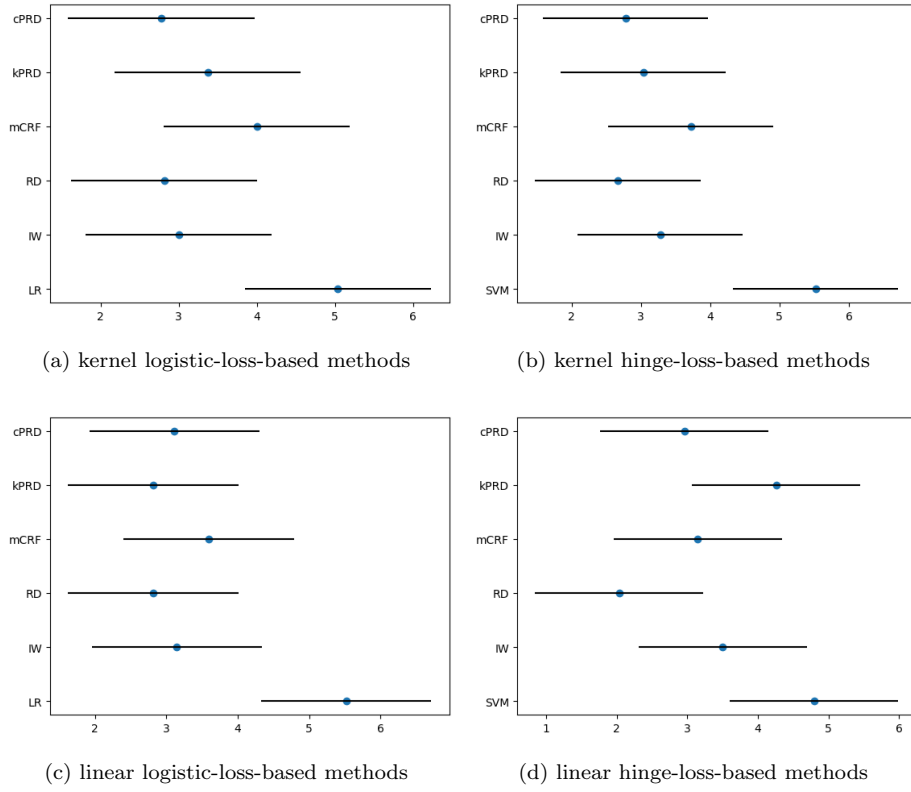 cPRD
kPRD
mCRF
RD
IW
LR
2 3 4 5 6
(a) kernel logistic-loss-based methods
cPRD
kPRD
mCRF
RD
IW
SVM
2 3 4 5 6
(b) kernel hinge-loss-based methods
cPRD
kPRD
mCRF
RD
IW
LR
2 3 4 5 6
(c) linear logistic-loss-based methods
cPRD
kPRD
mCRF
RD
IW
SVM
1 2 3 4 5 6
(d) linear hinge-loss-based methods